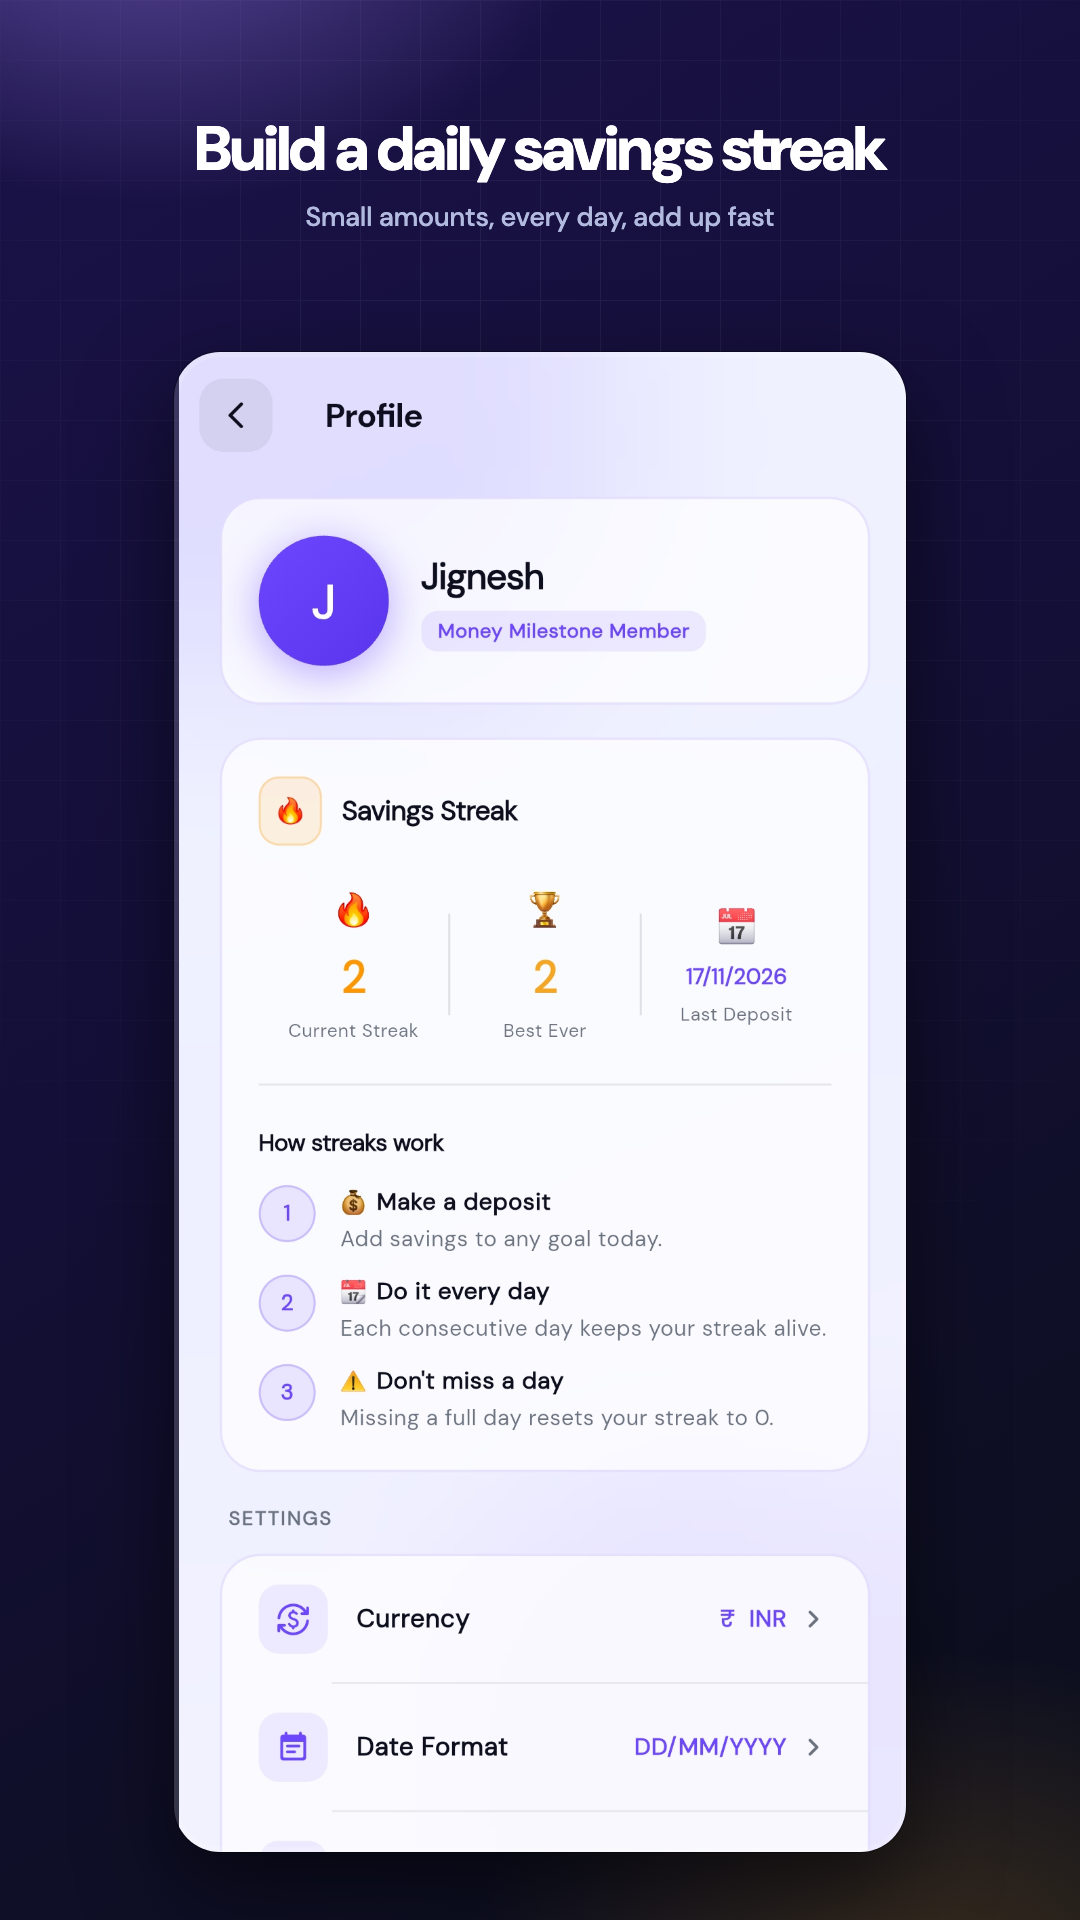 Build a daily savings streak
Small amounts, every day, add up fast
Profile
J
Jignesh
Money Milestone Member
Savings Streak
2
Current Streak
2
Best Ever
JUL
17
17/11/2026
Last Deposit
How streaks work
1
Make a deposit
Add savings to any goal today.
2
17
Do it every day
Each consecutive day keeps your streak alive.
3
Don't miss a day
Missing a full day resets your streak to 0.
SETTINGS
Currency
₹ INR
Date Format
DD/MM/YYYY